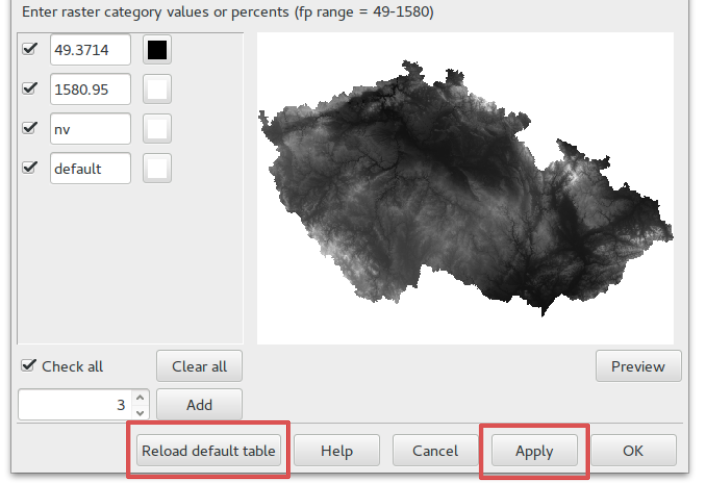 Enter raster category values or percents (fp range = 49-1580)
49.3714
1580.95
nv
default
Check all Clear all Preview
3 Add
Reload default table Help Cancel Apply OK